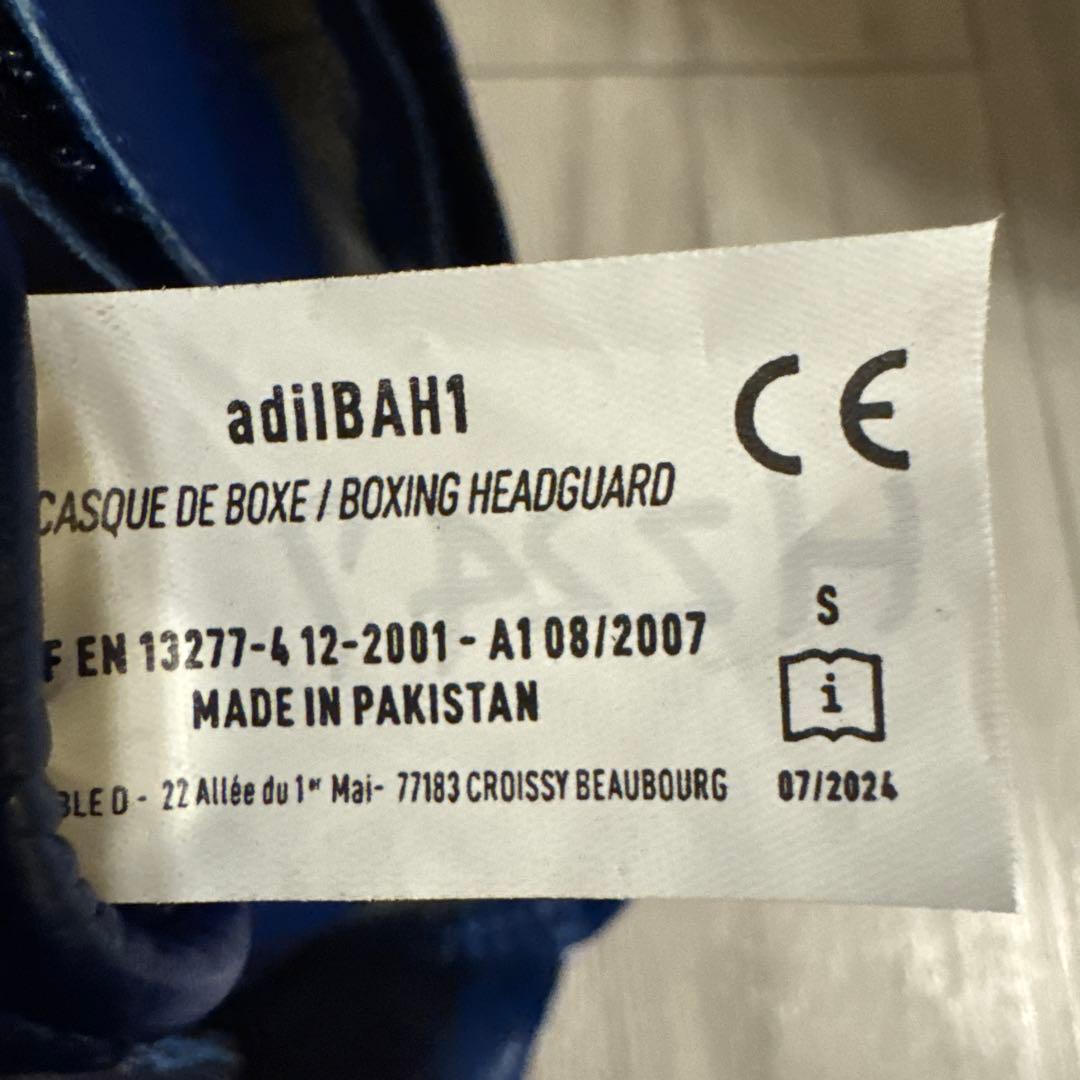 adiIBAH1
CE
CASQUE DE BOXE / BOXING HEADGUARD
S
F EN 13277-4 12-2001 - A1 08/2007
i
MADE IN PAKISTAN
BLE D - 22 Allée du 1er Mai- 77183 CROISSY BEAUBOURG
07/2024